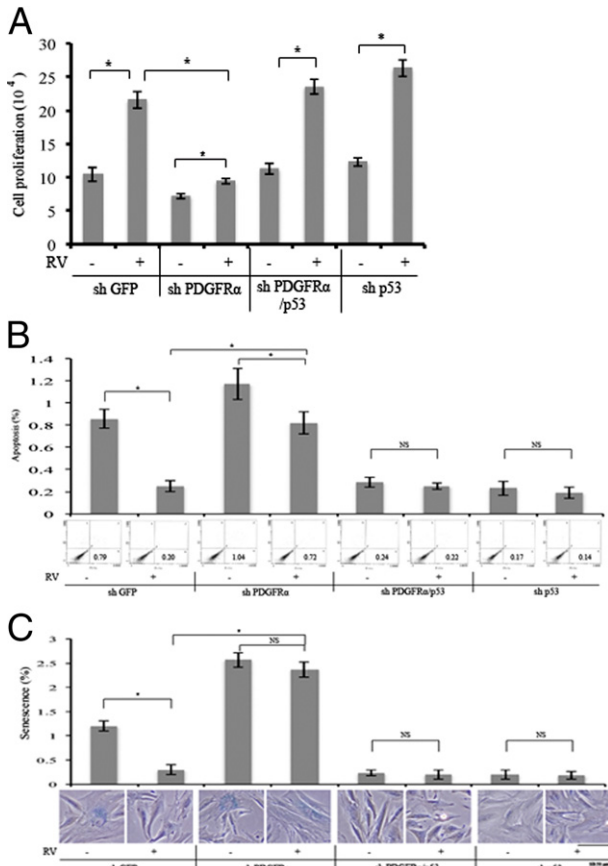 A
Cell proliferation (10⁴)
30
25
20
15
10
5
0
* * * * *
RV - + - + - + - +
sh GFP sh PDGFRα sh PDGFRα /p53 sh p53
B
Apoptosis (%)
1.4
1.2
1
0.8
0.6
0.4
0.2
0
* * * NS NS
0.79 0.20 1.04 0.72 0.24 0.22 0.17 0.14
RV - + - + - + - +
sh GFP sh PDGFRα sh PDGFRα/p53 sh p53
C
Senescence (%)
3
2.5
2
1.5
1
0.5
0
* * NS NS NS
- + - + - + - +